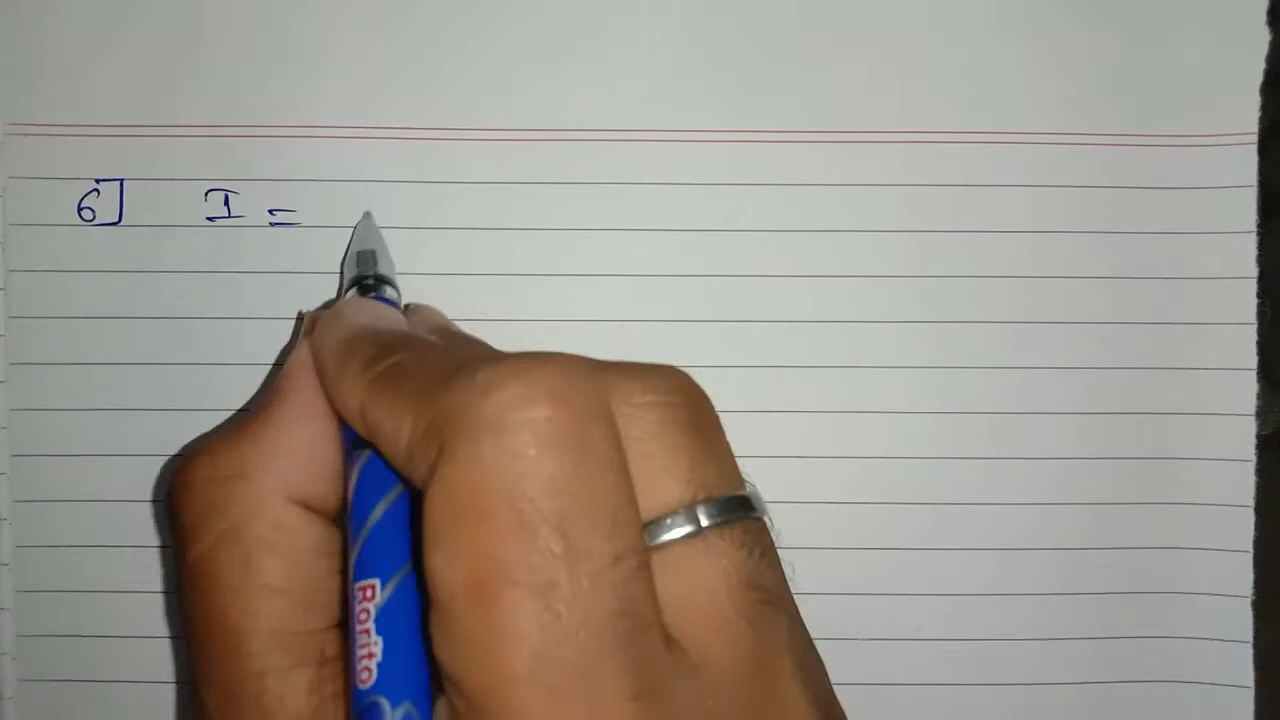 6] I =
Rorito